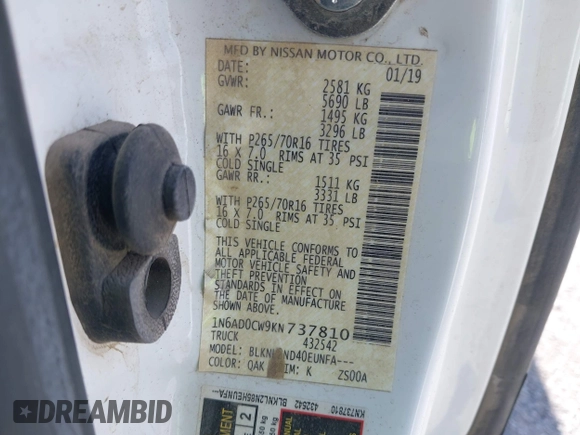 MFD BY NISSAN MOTOR CO., LTD.
DATE: 01/19
GVWR: 2581 KG
5690 LB
GAWR FR.: 1495 KG
3296 LB
WITH P265/70R16 TIRES
16 X 7.0 RIMS AT 35 PSI
COLD SINGLE
GAWR RR.: 1511 KG
3331 LB
WITH P265/70R16 TIRES
16 X 7.0 RIMS AT 35 PSI
COLD SINGLE
THIS VEHICLE CONFORMS TO
ALL APPLICABLE FEDERAL
MOTOR VEHICLE SAFETY AND
THEFT PREVENTION
STANDARDS IN EFFECT ON
THE DATE OF MANUFACTURE
SHOWN ABOVE.
1N6AD0CW9KN737810
TRUCK 432542
MODEL:
COLOR: QAK TRIM: K ZS00A
432542
KN737810
2
DREAMBID